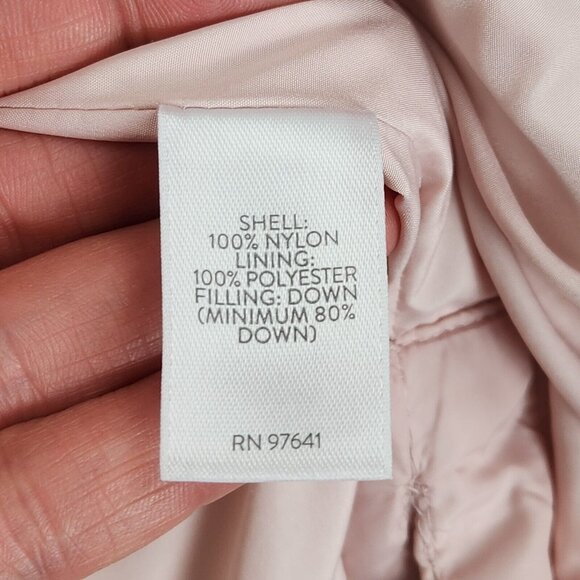 SHELL:
100% NYLON
LINING:
100% POLYESTER
FILLING: DOWN
(MINIMUM 80%
DOWN)
RN 97641